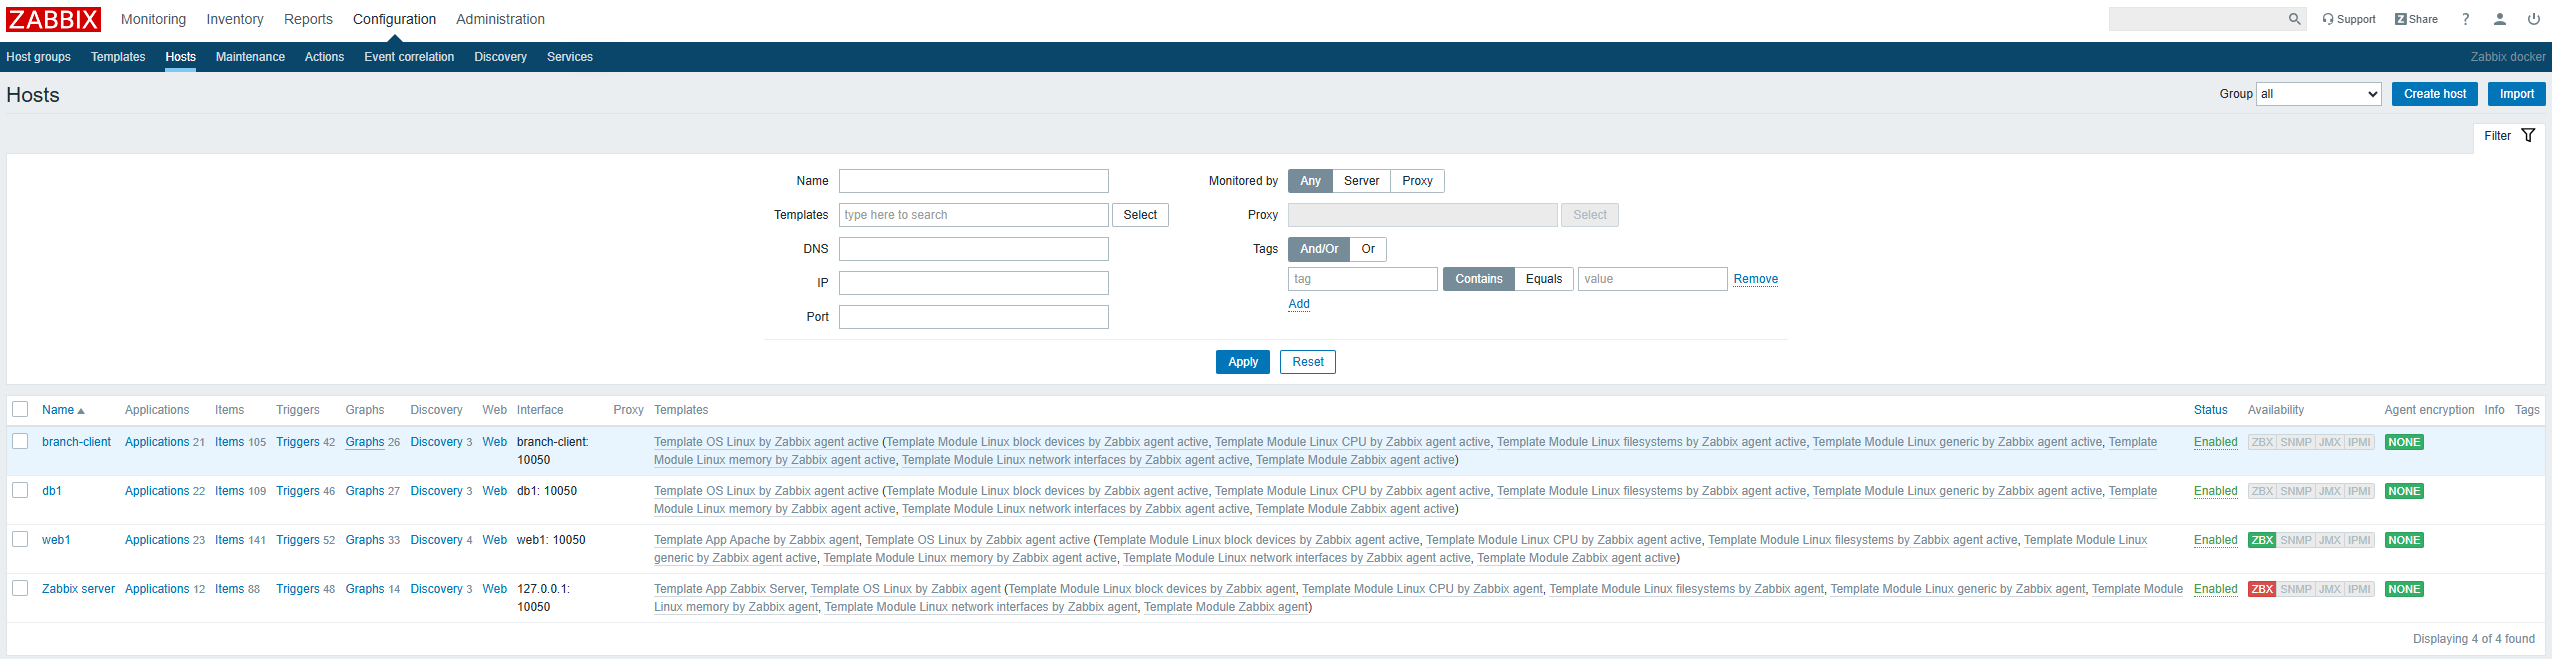 ZABBIX Monitoring Inventory Reports Configuration Administration Support Z Share ?
Host groups Templates Hosts Maintenance Actions Event correlation Discovery Services Zabbix docker
Hosts Group all Create host Import
Filter
Name Monitored by Any Server Proxy
Templates type here to search Select Proxy Select
DNS Tags And/Or Or
IP tag Contains Equals value Remove
Add
Port
Apply Reset
Name Applications Items Triggers Graphs Discovery Web Interface Proxy Templates Status Availability Agent encryption Info Tags
branch-client Applications 21 Items 105 Triggers 42 Graphs 26 Discovery 3 Web branch-client: Template OS Linux by Zabbix agent active (Template Module Linux block devices by Zabbix agent active, Template Module Linux CPU by Zabbix agent active, Template Module Linux filesystems by Zabbix agent active, Template Module Linux generic by Zabbix agent active, Template Enabled ZBX SNMP JMX IPMI NONE
10050 Module Linux memory by Zabbix agent active, Template Module Linux network interfaces by Zabbix agent active, Template Module Zabbix agent active)
db1 Applications 22 Items 109 Triggers 46 Graphs 27 Discovery 3 Web db1: 10050 Template OS Linux by Zabbix agent active (Template Module Linux block devices by Zabbix agent active, Template Module Linux CPU by Zabbix agent active, Template Module Linux filesystems by Zabbix agent active, Template Module Linux generic by Zabbix agent active, Template Enabled ZBX SNMP JMX IPMI NONE
Module Linux memory by Zabbix agent active, Template Module Linux network interfaces by Zabbix agent active, Template Module Zabbix agent active)
web1 Applications 23 Items 141 Triggers 52 Graphs 33 Discovery 4 Web web1: 10050 Template App Apache by Zabbix agent, Template OS Linux by Zabbix agent active (Template Module Linux block devices by Zabbix agent active, Template Module Linux CPU by Zabbix agent active, Template Module Linux filesystems by Zabbix agent active, Template Module Linux Enabled ZBX SNMP JMX IPMI NONE
generic by Zabbix agent active, Template Module Linux memory by Zabbix agent active, Template Module Linux network interfaces by Zabbix agent active, Template Module Zabbix agent active)
Zabbix server Applications 12 Items 88 Triggers 48 Graphs 14 Discovery 3 Web 127.0.0.1: Template App Zabbix Server, Template OS Linux by Zabbix agent (Template Module Linux block devices by Zabbix agent, Template Module Linux CPU by Zabbix agent, Template Module Linux filesystems by Zabbix agent, Template Module Linux generic by Zabbix agent, Template Module Enabled ZBX SNMP JMX IPMI NONE
10050 Linux memory by Zabbix agent, Template Module Linux network interfaces by Zabbix agent, Template Module Zabbix agent)
Displaying 4 of 4 found